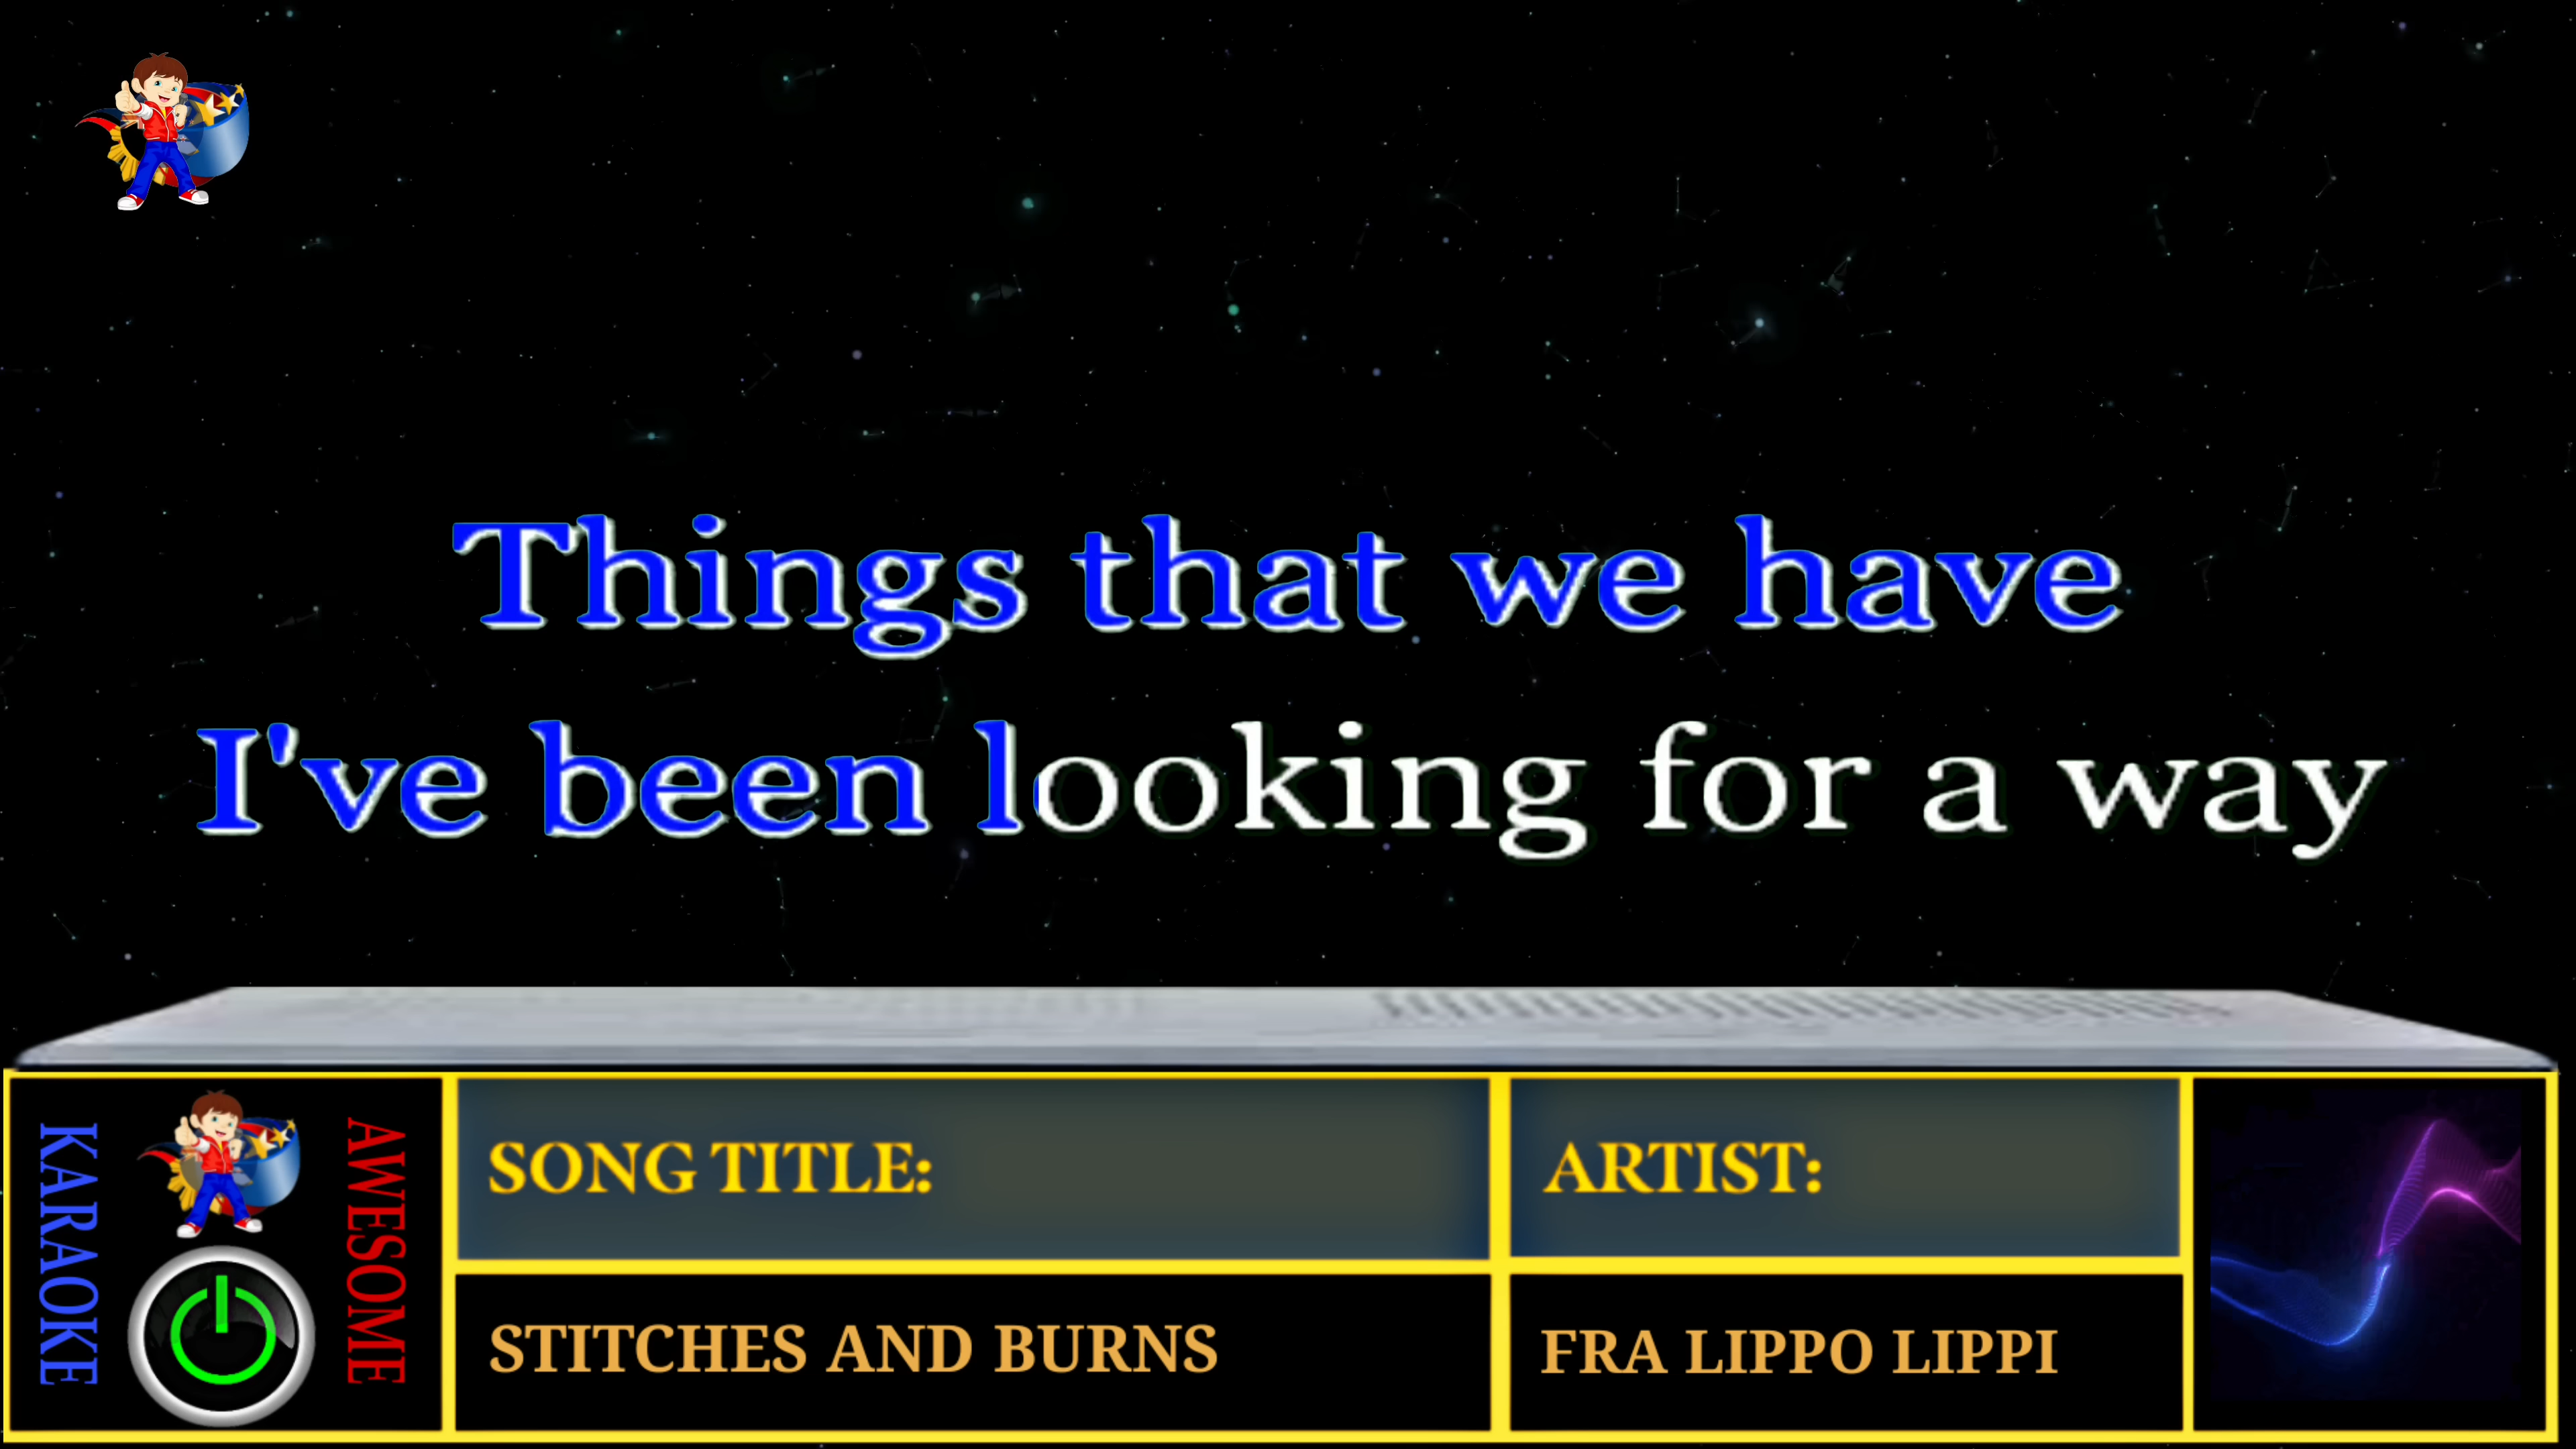 Things that we have
I've been looking for a way
KARAOKE
AWESOME
SONG TITLE:
ARTIST:
STITCHES AND BURNS
FRA LIPPO LIPPI